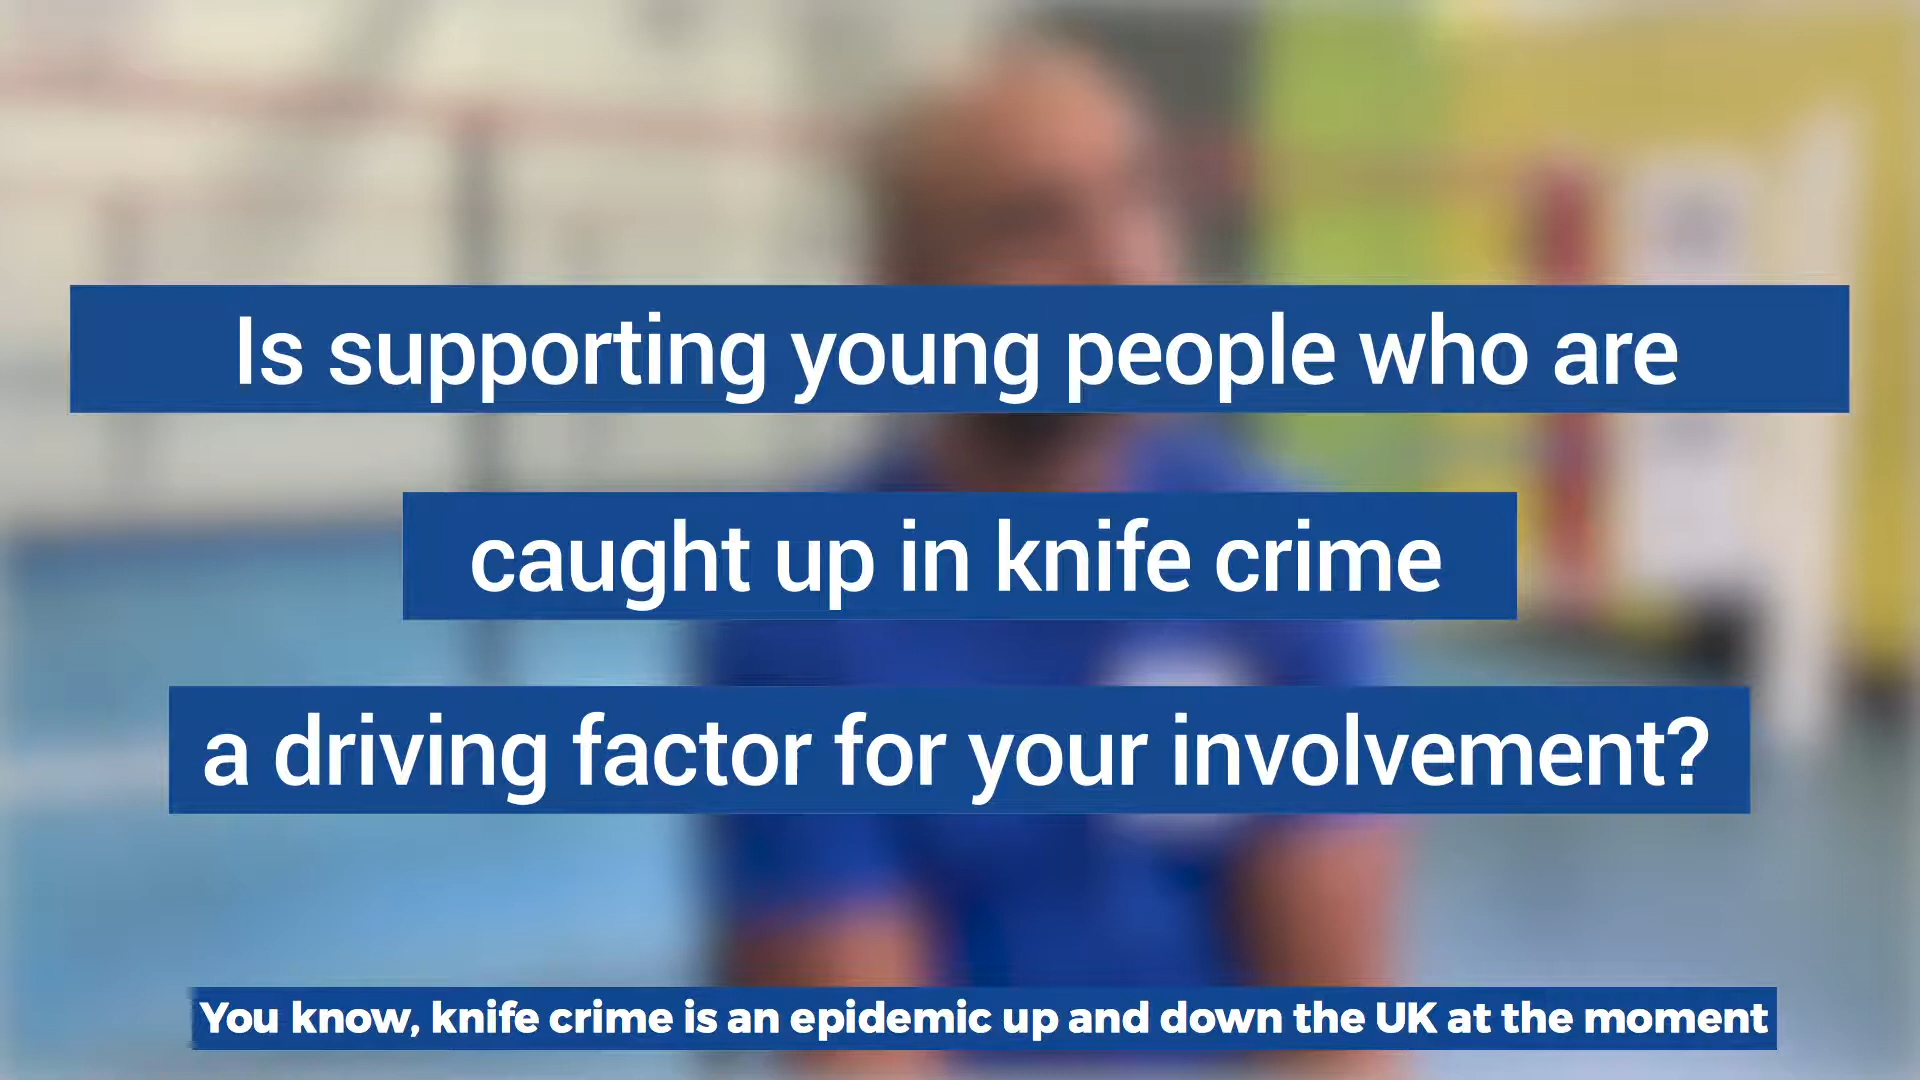 Is supporting young people who are
caught up in knife crime
a driving factor for your involvement?
You know, knife crime is an epidemic up and down the UK at the moment